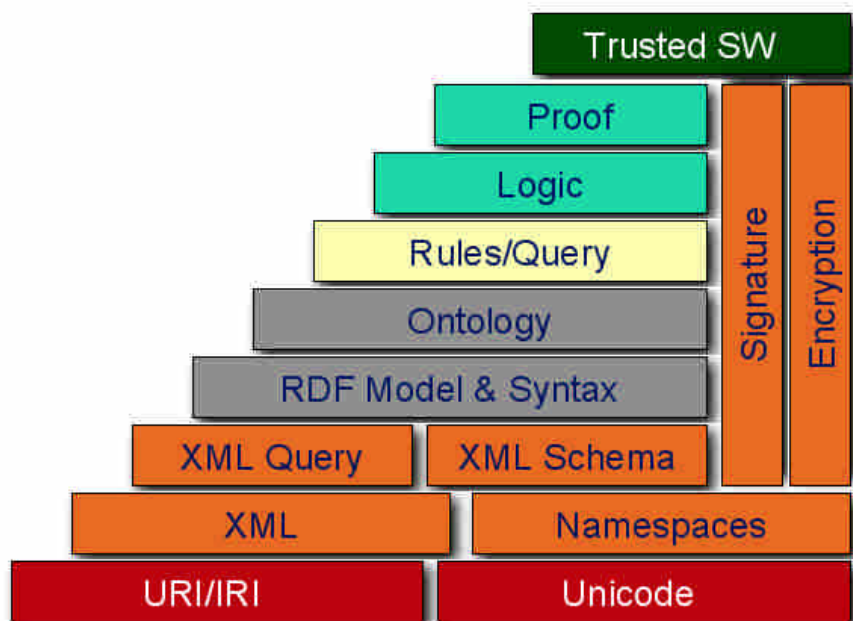 Trusted SW
Proof
Logic
Rules/Query
Ontology
RDF Model & Syntax
XML Query
XML Schema
Signature
Encryption
XML
Namespaces
URI/IRI
Unicode